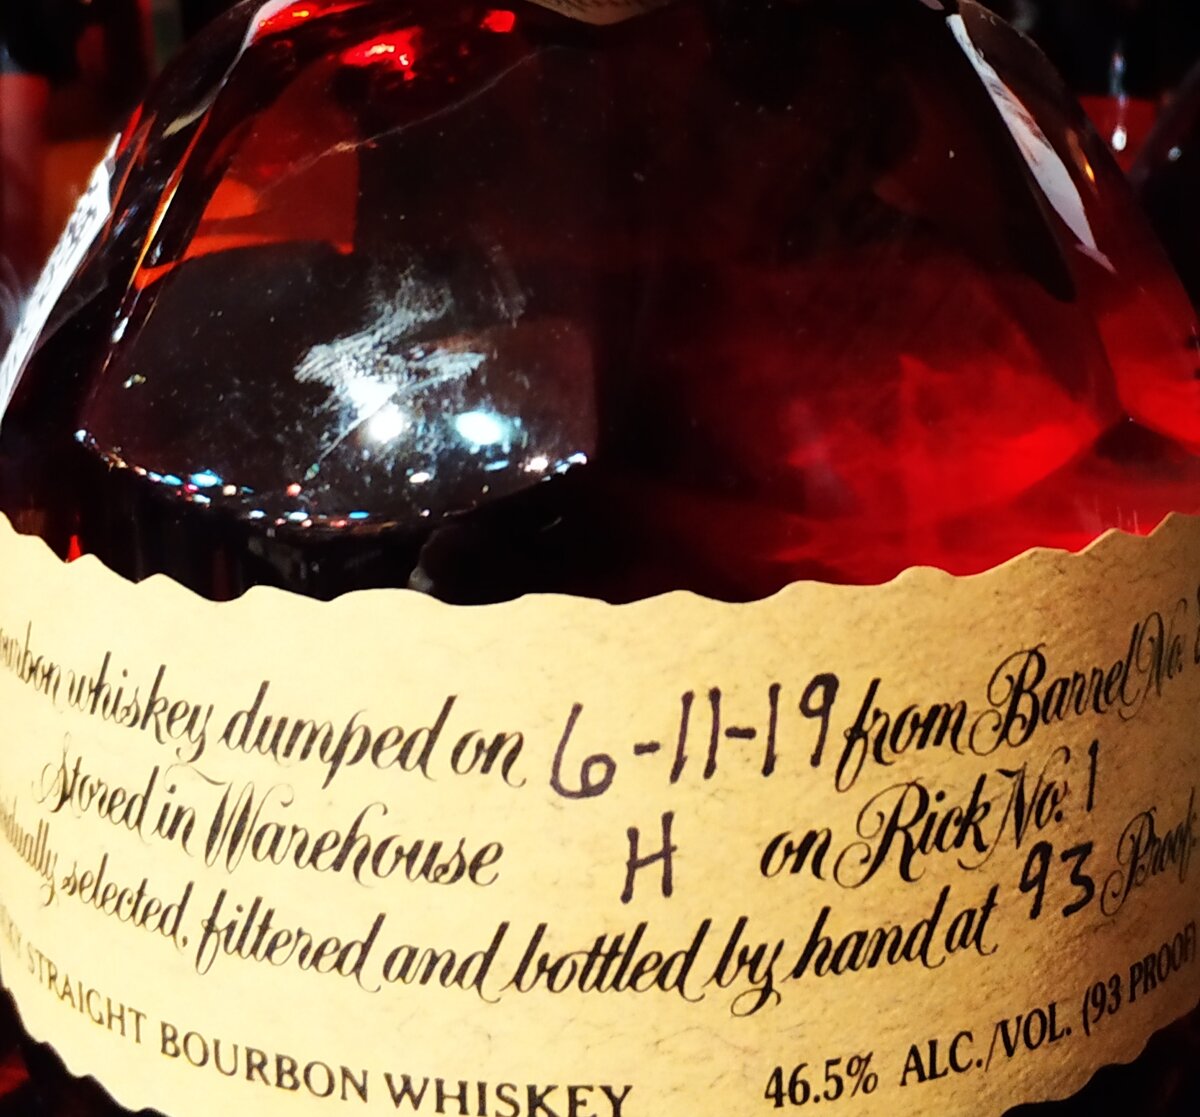 whiskey dumped on 6-11-19 from Barrel No.
Stored in Warehouse H on Rick No. 1
selected, filtered and bottled by hand at 93 Proof
STRAIGHT BOURBON WHISKEY 46.5% ALC./VOL. (93 PROOF